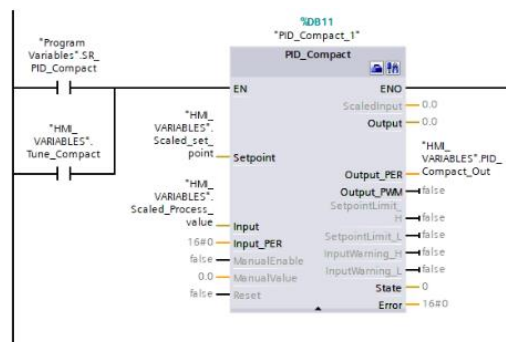 %DB11
"PID_Compact_1"
"Program
Variables".SR_
PID_Compact
PID_Compact
EN
ENO
ScaledInput
0.0
"HMI_
VARIABLES".
Tune_Compact
"HMI_
VARIABLES".
Scaled_set_
point
Setpoint
Output
0.0
"HMI_
VARIABLES".PID_
Compact_Out
Output_PER
Output_PWM
false
SetpointLimit_
H
false
"HMI_
VARIABLES".
Scaled_Process_
value
Input
SetpointLimit_L
false
16#0
Input_PER
InputWarning_H
false
false
ManualEnable
InputWarning_L
false
0.0
ManualValue
State
0
false
Reset
Error
16#0